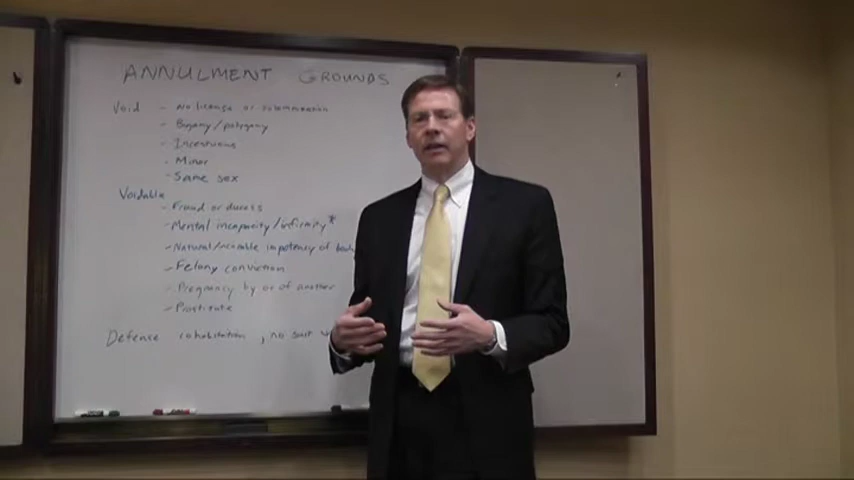 ANNULMENT GROUNDS
Void - No license or solemnization
- Bigamy/polygamy
- Incestuous
- Minor
- Same sex
Voidable
- Fraud or duress
- Mental incapacity/infirmity*
- Natural/incurable impotency of body
- Felony conviction
- Pregnancy by or of another
- Prostitute
Defense cohabitation, no suit